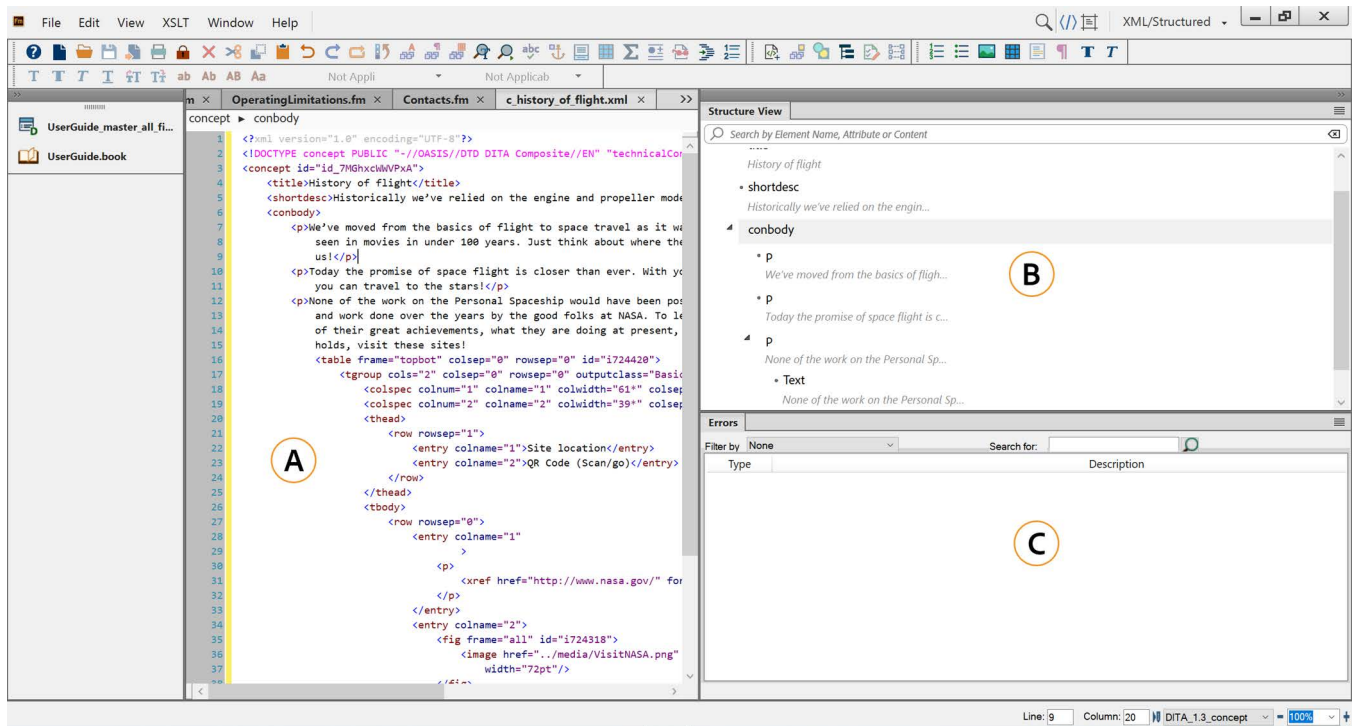 Fm File Edit View XSLT Window Help
XML/Structured
T T T T T T ab Ab AB Aa Not Appli Not Applicab
UserGuide_master_all_fi...
UserGuide.book
m × OperatingLimitations.fm × Contacts.fm × c_history_of_flight.xml ×
concept ▸ conbody
1 <?xml version="1.0" encoding="UTF-8"?>
2 <!DOCTYPE concept PUBLIC "-//OASIS//DTD DITA Composite//EN" "technicalCon
3 <concept id="id_7MGhxcWWVPxA">
4 <title>History of flight</title>
5 <shortdesc>Historically we've relied on the engine and propeller mode
6 <conbody>
7 <p>We've moved from the basics of flight to space travel as it wa
8 seen in movies in under 100 years. Just think about where the
9 us!</p>
10 <p>Today the promise of space flight is closer than ever. With yo
11 you can travel to the stars!</p>
12 <p>None of the work on the Personal Spaceship would have been pos
13 and work done over the years by the good folks at NASA. To le
14 of their great achievements, what they are doing at present,
15 holds, visit these sites!
16 <table frame="topbot" colsep="0" rowsep="0" id="i724420">
17 <tgroup cols="2" colsep="0" rowsep="0" outputclass="Basic
18 <colspec colnum="1" colname="1" colwidth="61*" colsep
19 <colspec colnum="2" colname="2" colwidth="39*" colsep
20 <thead>
21 <row rowsep="1">
22 <entry colname="1">Site location</entry>
23 <entry colname="2">QR Code (Scan/go)</entry>
24 </row>
25 </thead>
26 <tbody>
27 <row rowsep="0">
28 <entry colname="1"
29 >
30 <p>
31 <xref href="http://www.nasa.gov/" for
32 </p>
33 </entry>
34 <entry colname="2">
35 <fig frame="all" id="i724318">
36 <image href="../media/VisitNASA.png"
37 width="72pt"/>
38 </fig>
A
Structure View
Search by Element Name, Attribute or Content
title
History of flight
shortdesc
Historically we've relied on the engin...
conbody
p
We've moved from the basics of fligh...
p
Today the promise of space flight is c...
p
None of the work on the Personal Sp...
Text
None of the work on the Personal Sp...
B
Errors
Filter by None Search for:
Type Description
C
Line: 9 Column: 20 DITA_1.3_concept 100%